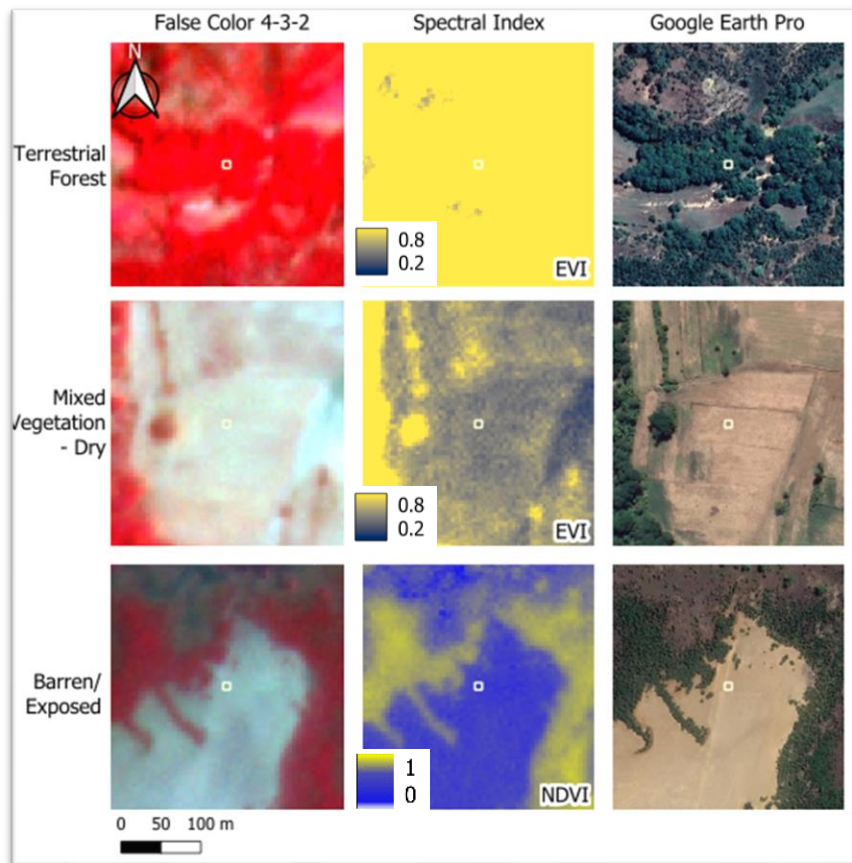 False Color 4-3-2
Spectral Index
Google Earth Pro
N
Terrestrial
Forest
0.8
0.2
EVI
Mixed
Vegetation
- Dry
0.8
0.2
EVI
Barren/
Exposed
1
0
NDVI
0 50 100 m